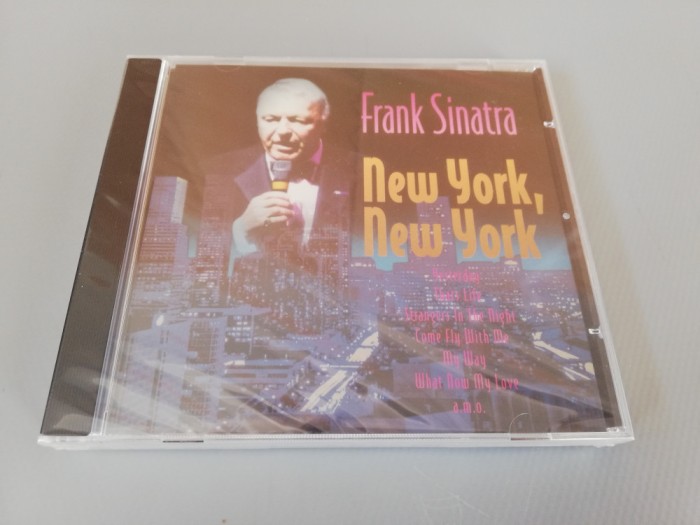 Frank Sinatra
New York,
New York
Yesterday
That's Life
Strangers In The Night
Come Fly With Me
My Way
What Now My Love
a.m.o.